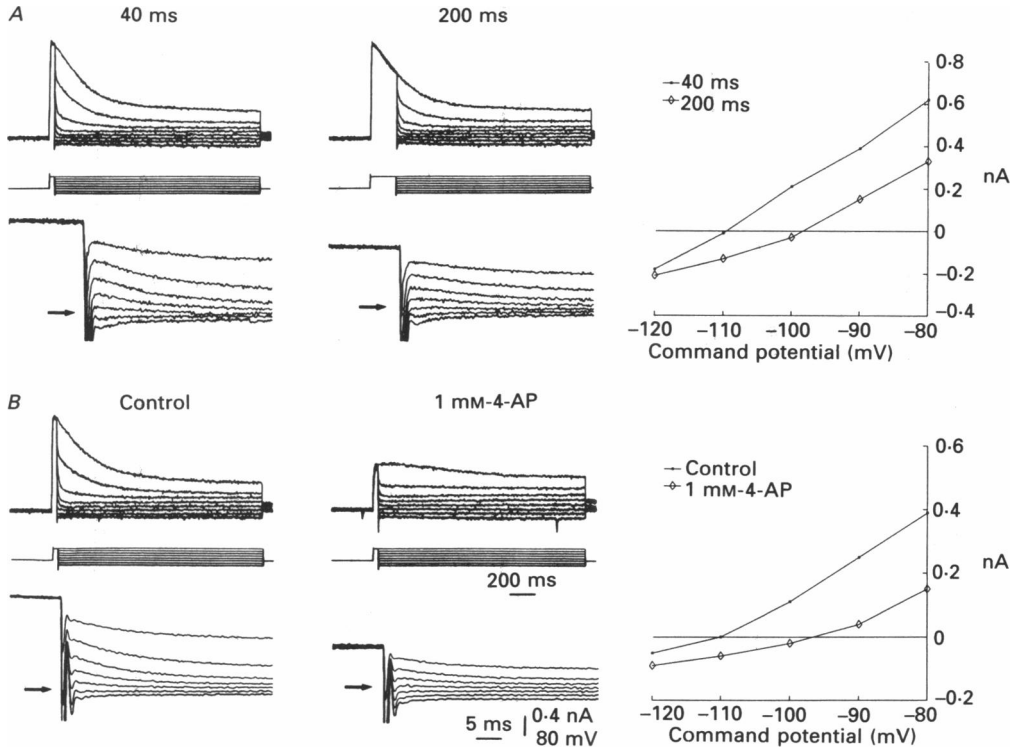 A
40 ms
200 ms
40 ms
200 ms
0·8
0·6
0·4
nA
0·2
0
−0·2
−0·4
−120 −110 −100 −90 −80
Command potential (mV)
B
Control
1 mM-4-AP
Control
1 mM-4-AP
0·6
0·4
nA
0·2
0
−0·2
200 ms
5 ms
0·4 nA
80 mV
−120 −110 −100 −90 −80
Command potential (mV)